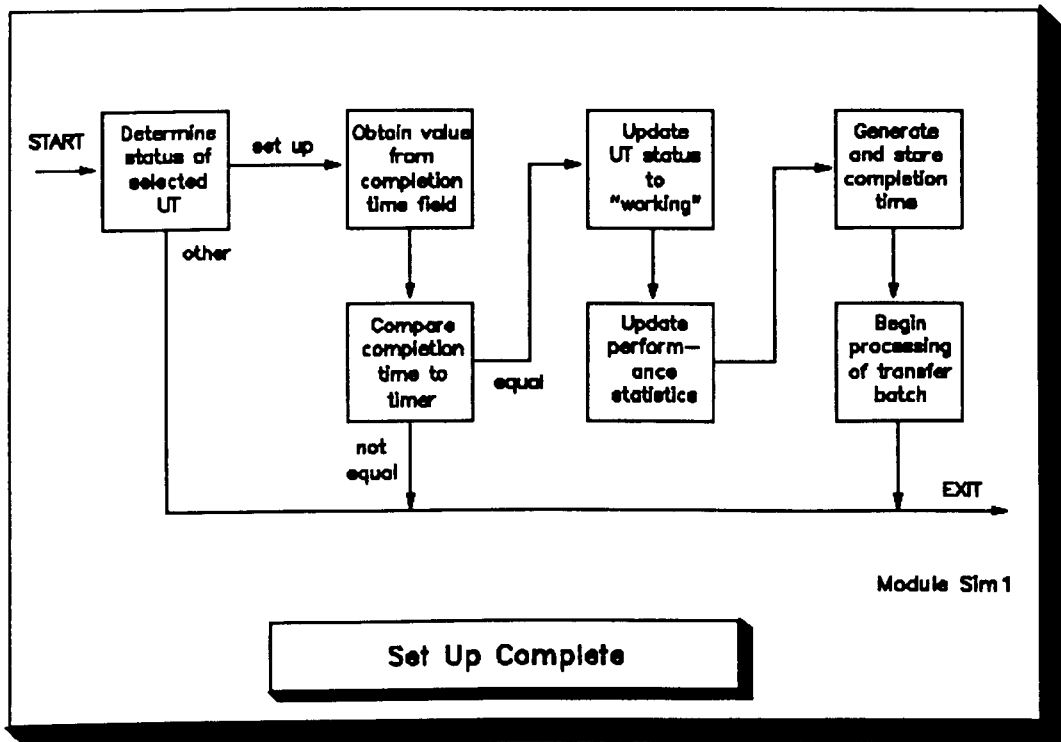 START
Determine
status of
selected
UT
set up
other
Obtain value
from
completion
time field
Compare
completion
time to
timer
equal
not
equal
Update
UT status
to
"working"
Update
perform—
ance
statistics
Generate
and store
completion
time
Begin
processing
of transfer
batch
EXIT
Module Sim1
Set Up Complete